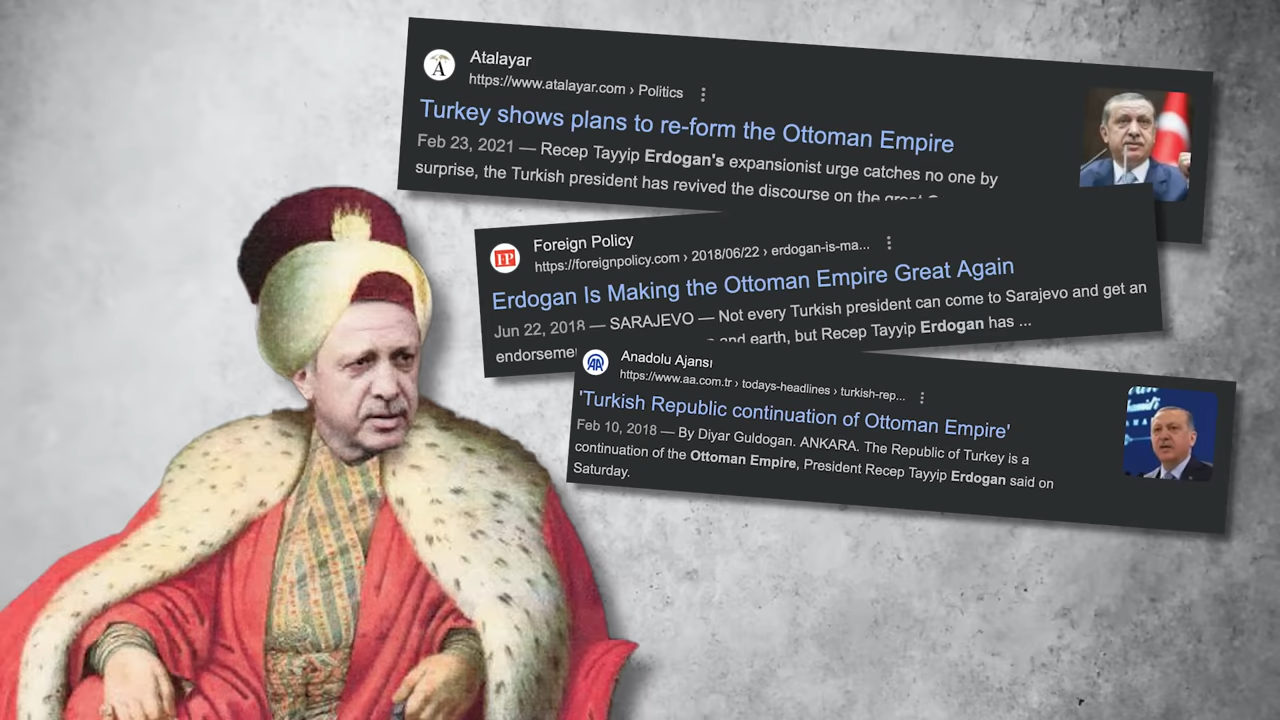 Atalayar
https://www.atalayar.com › Politics
Turkey shows plans to re-form the Ottoman Empire
Feb 23, 2021 — Recep Tayyip Erdogan's expansionist urge catches no one by
surprise, the Turkish president has revived the discourse on the
Foreign Policy
https://foreignpolicy.com › 2018/06/22 › erdogan-is-ma...
Erdogan Is Making the Ottoman Empire Great Again
Jun 22, 2018 — SARAJEVO — Not every Turkish president can come to Sarajevo and get an
and earth, but Recep Tayyip Erdogan has ...
AA
Anadolu Ajansı
https://www.aa.com.tr › todays-headlines › turkish-rep...
'Turkish Republic continuation of Ottoman Empire'
Feb 10, 2018 — By Diyar Guldogan. ANKARA. The Republic of Turkey is a
continuation of the Ottoman Empire, President Recep Tayyip Erdogan said on
Saturday.